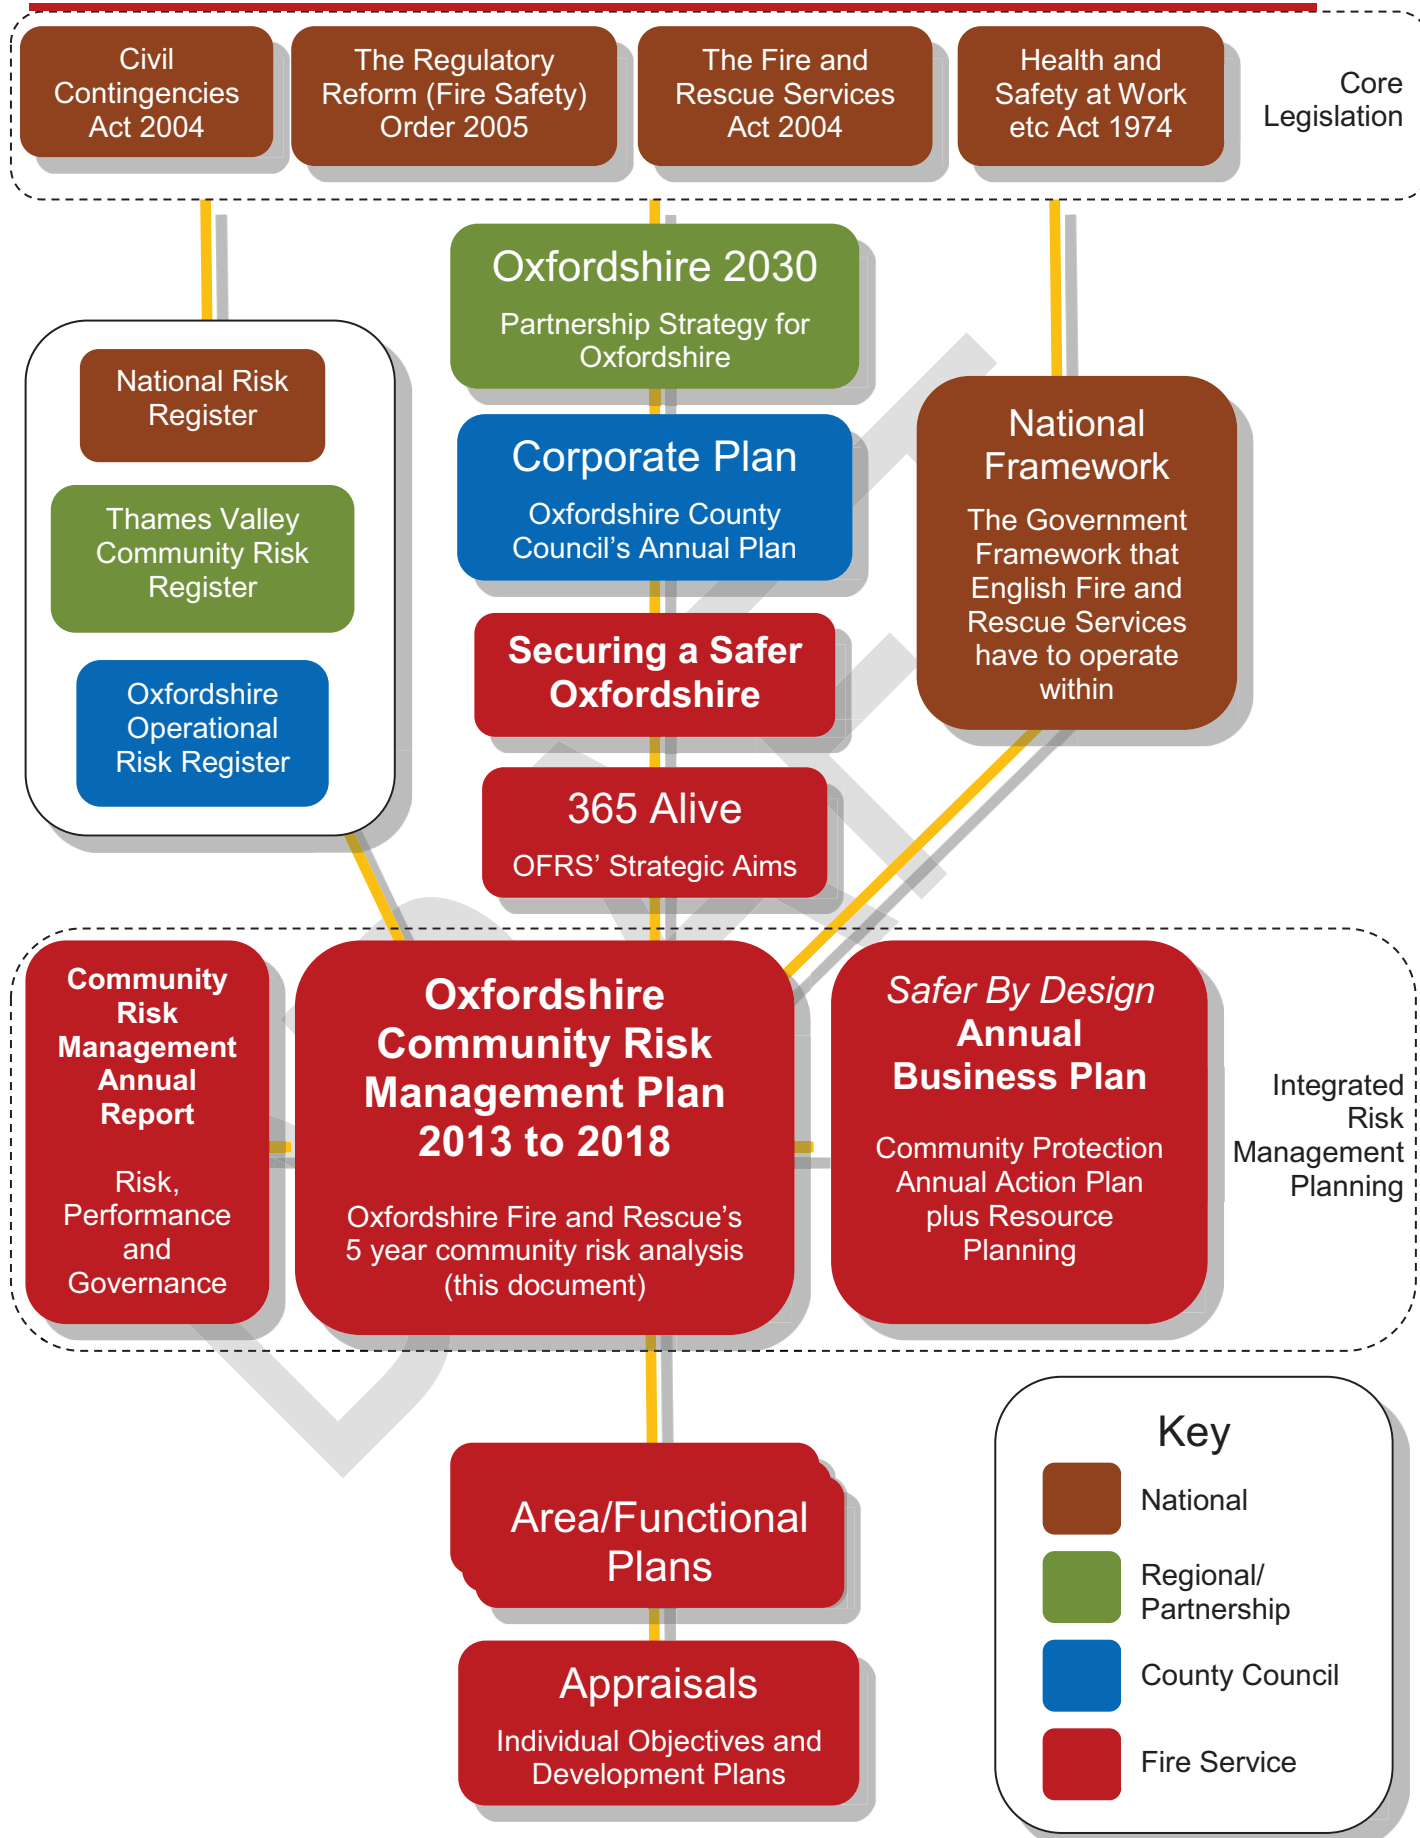 Civil
Contingencies
Act 2004
The Regulatory
Reform (Fire Safety)
Order 2005
The Fire and
Rescue Services
Act 2004
Health and
Safety at Work
etc Act 1974
Core
Legislation
Oxfordshire 2030
Partnership Strategy for
Oxfordshire
National Risk
Register
Thames Valley
Community Risk
Register
Oxfordshire
Operational
Risk Register
Corporate Plan
Oxfordshire County
Council’s Annual Plan
National
Framework
The Government
Framework that
English Fire and
Rescue Services
have to operate
within
Securing a Safer
Oxfordshire
365 Alive
OFRS’ Strategic Aims
Community
Risk
Management
Annual
Report
Risk,
Performance
and
Governance
Oxfordshire
Community Risk
Management Plan
2013 to 2018
Oxfordshire Fire and Rescue’s
5 year community risk analysis
(this document)
Safer By Design
Annual
Business Plan
Community Protection
Annual Action Plan
plus Resource
Planning
Integrated
Risk
Management
Planning
Area/Functional
Plans
Appraisals
Individual Objectives and
Development Plans
Key
National
Regional/
Partnership
County Council
Fire Service